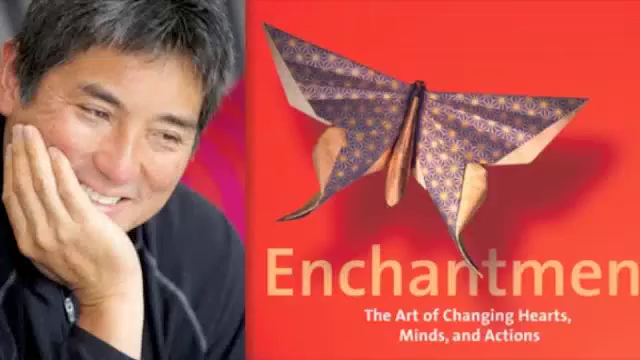 Enchantmen
The Art of Changing Hearts,
Minds, and Actions